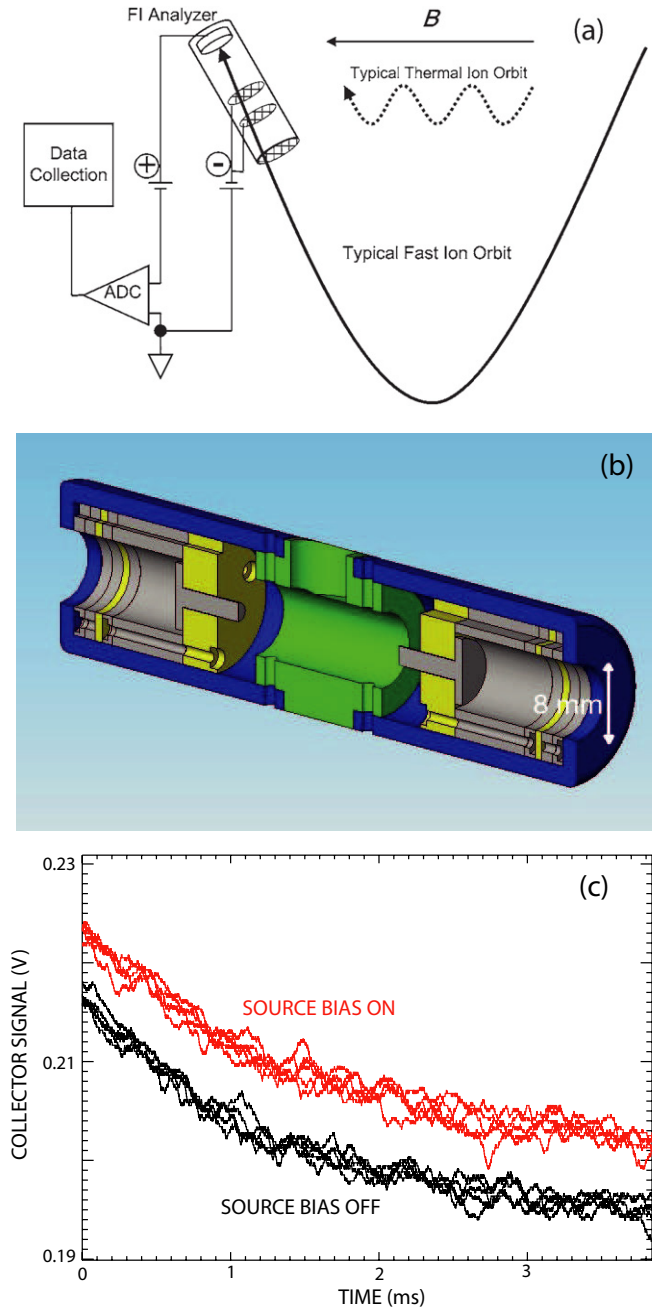 FI Analyzer
B
(a)
Typical Thermal Ion Orbit
Data
Collection
+
-
Typical Fast Ion Orbit
ADC
(b)
8 mm
0.23
(c)
COLLECTOR SIGNAL (V)
SOURCE BIAS ON
0.21
SOURCE BIAS OFF
0.19
0
1
2
3
TIME (ms)